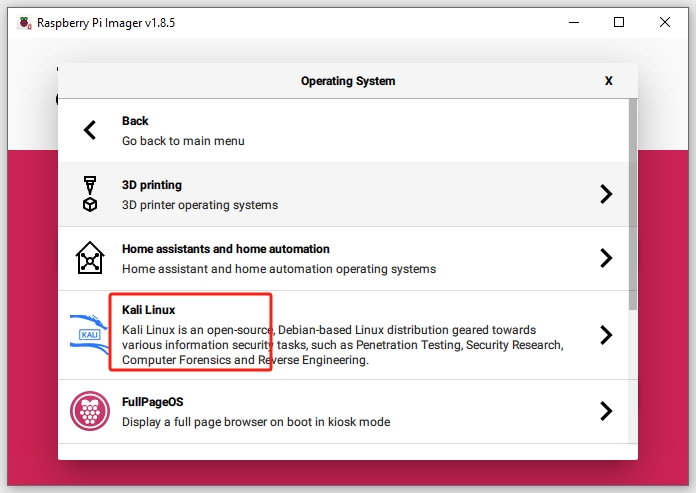 Raspberry Pi Imager v1.8.5
Operating System
X
Back
Go back to main menu
3D printing
3D printer operating systems
Home assistants and home automation
Home assistant and home automation operating systems
KALI
Kali Linux
Kali Linux is an open-source, Debian-based Linux distribution geared towards
various information security tasks, such as Penetration Testing, Security Research,
Computer Forensics and Reverse Engineering.
FullPageOS
Display a full page browser on boot in kiosk mode